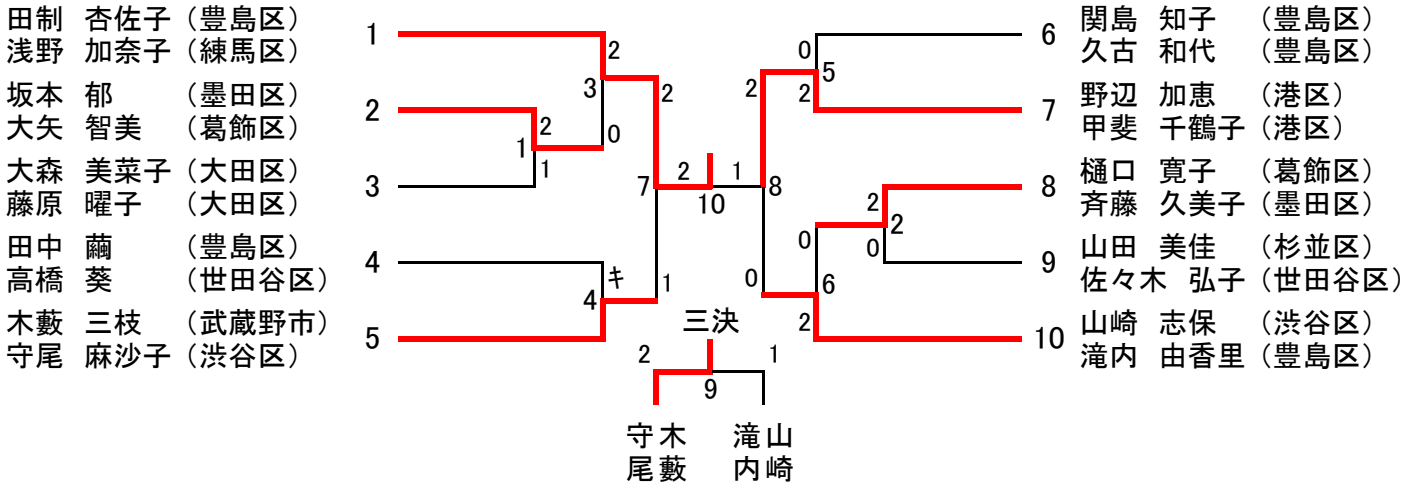 田制 杏佐子（豊島区）
浅野 加奈子（練馬区）
1
坂本 郁 （墨田区）
大矢 智美 （葛飾区）
2
大森 美菜子（大田区）
藤原 曜子 （大田区）
3
田中 繭 （豊島区）
高橋 葵 （世田谷区）
4
木藪 三枝 （武蔵野市）
守尾 麻沙子（渋谷区）
5
2
3
0
2
1
1
キ
4
2
7
1
2
1
10
三決
2
1
9
守尾
木藪
滝内
山崎
2
8
0
0
5
2
0
6
2
2
2
0
6
関島 知子 （豊島区）
久古 和代 （豊島区）
7
野辺 加恵 （港区）
甲斐 千鶴子（港区）
8
樋口 寛子 （葛飾区）
斉藤 久美子（墨田区）
9
山田 美佳 （杉並区）
佐々木 弘子（世田谷区）
10
山崎 志保 （渋谷区）
滝内 由香里（豊島区）